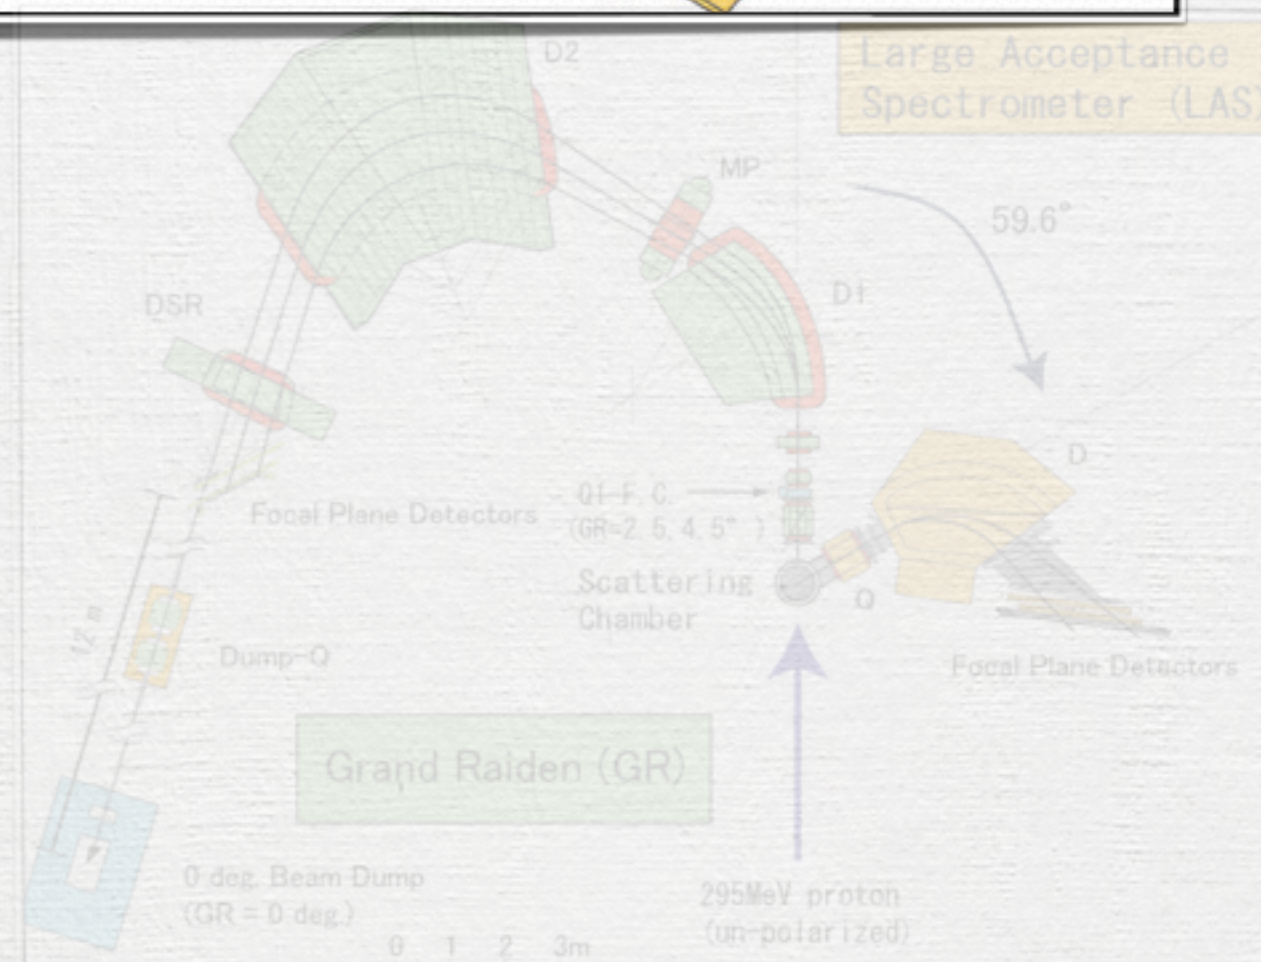 D2
Large Acceptance
Spectrometer (LAS)
MP
59.6°
DSR
D1
D
Q1-F.C.
(GR=2.5, 4.5° )
Focal Plane Detectors
Scattering
Chamber
Q
12 m
Dump-Q
Focal Plane Detectors
Grand Raiden (GR)
0 deg. Beam Dump
(GR = 0 deg.)
295MeV proton
(un-polarized)
0 1 2 3m